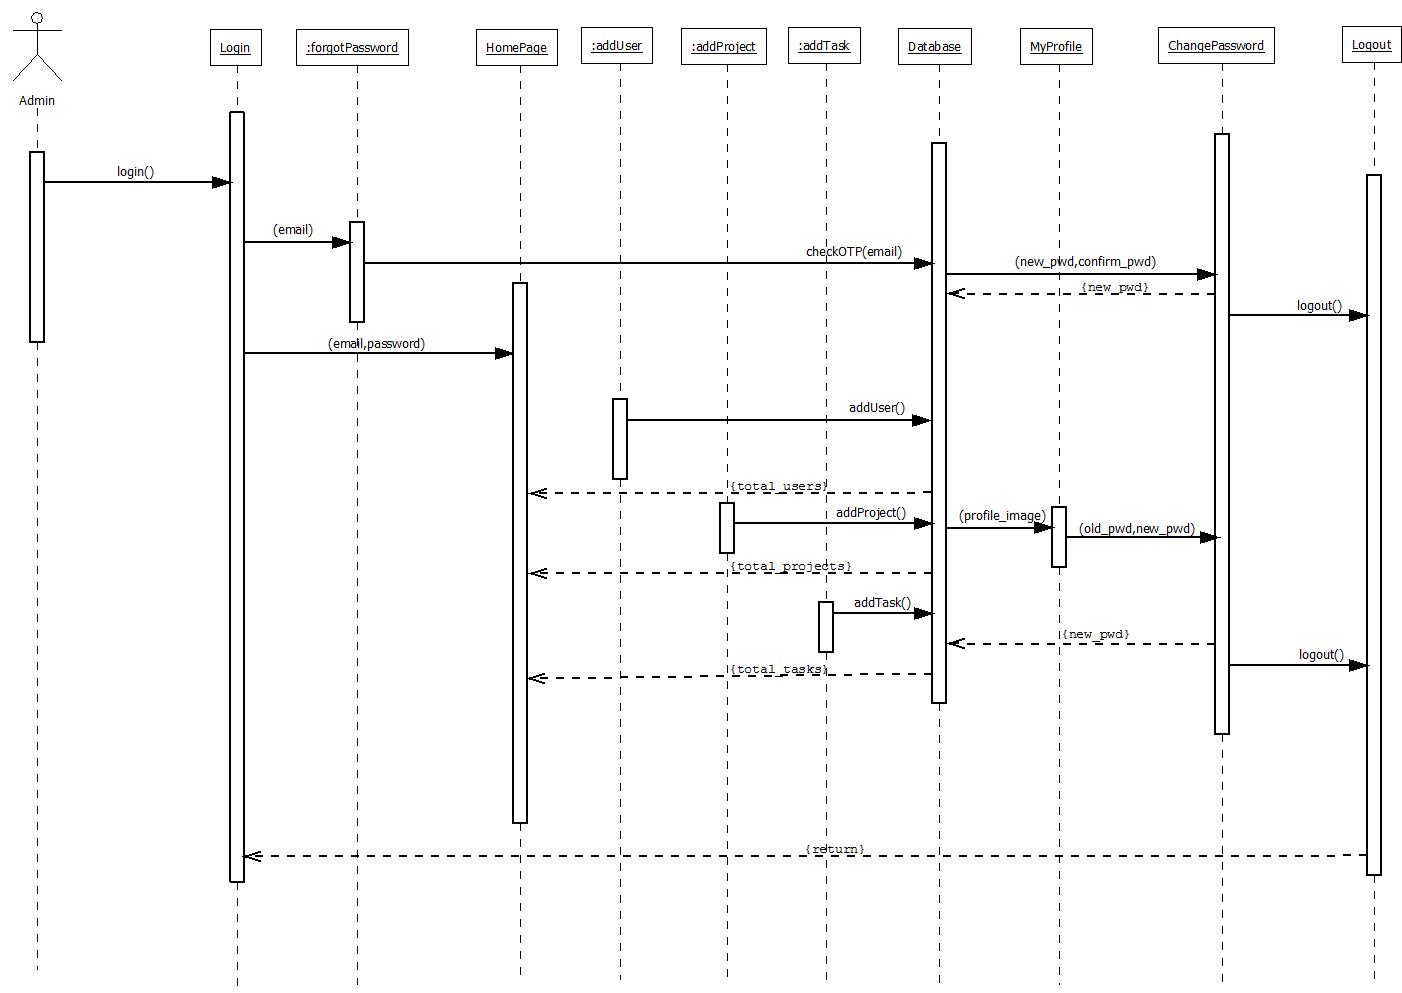 Admin
Login
:forgotPassword
HomePage
:addUser
:addProject
:addTask
Database
MyProfile
ChangePassword
Logout
login()
(email)
checkOTP(email)
(new_pwd,confirm_pwd)
{new_pwd}
logout()
(email,password)
addUser()
{total_users}
addProject()
(profile_image)
(old_pwd,new_pwd)
{total_projects}
addTask()
{new_pwd}
logout()
{total_tasks}
{return}